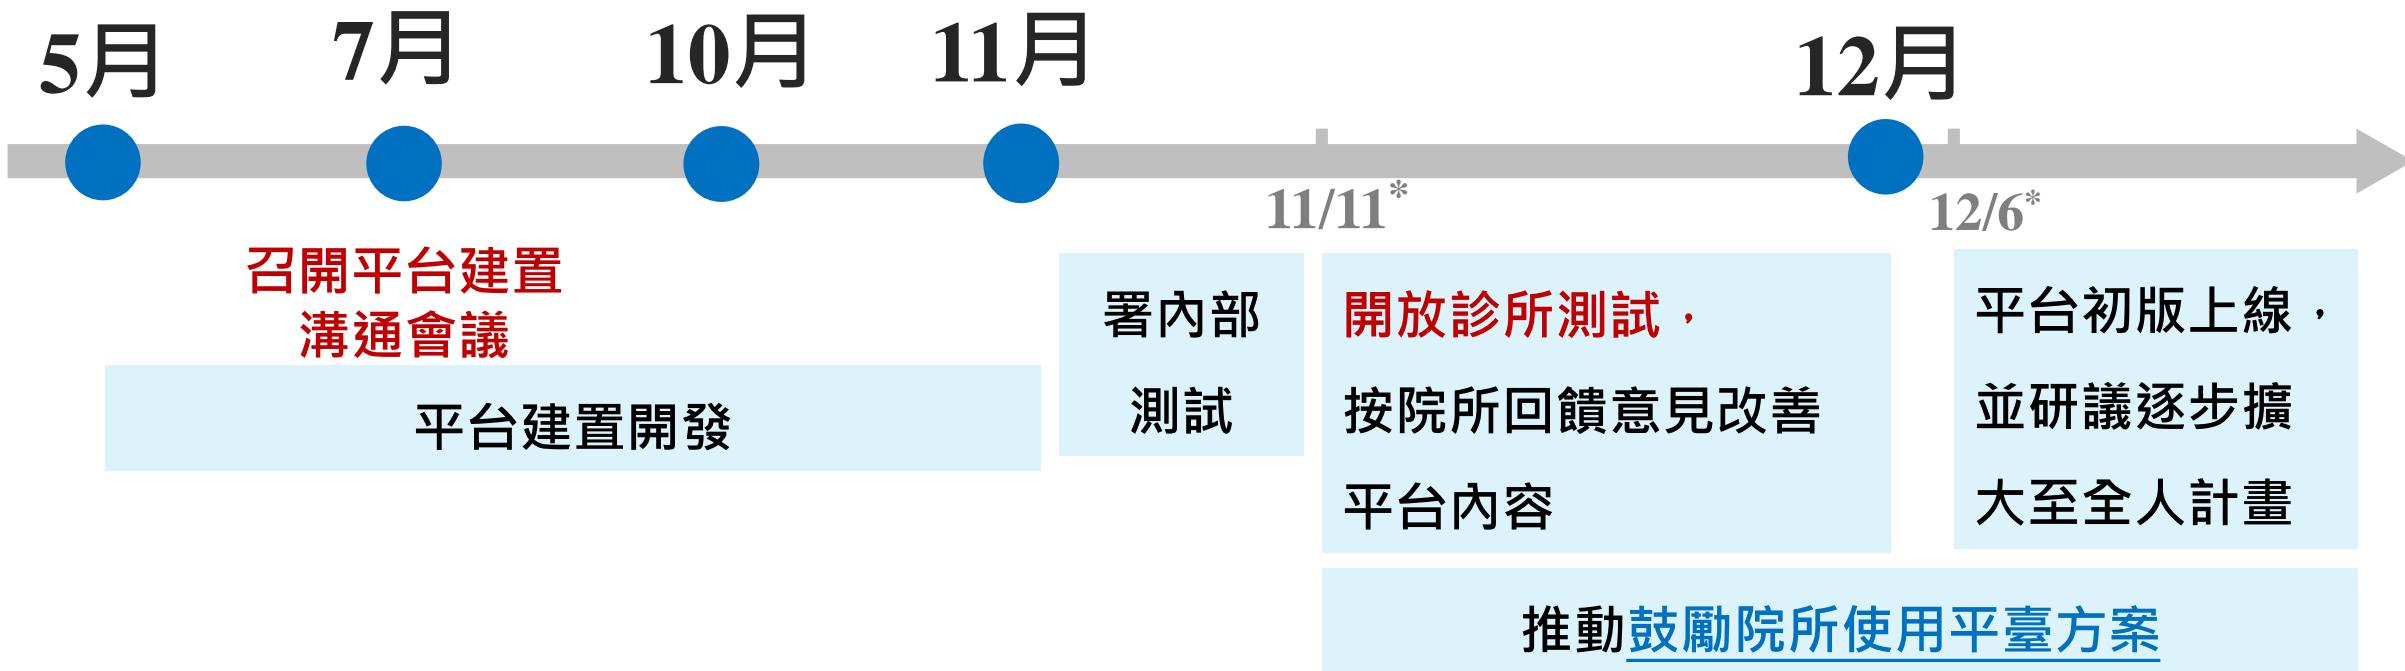 5月
7月
10月
11月
12月
11/11*
12/6*
召開平台建置
溝通會議
平台建置開發
署內部
測試
開放診所測試，
按院所回饋意見改善
平台內容
平台初版上線，
並研議逐步擴
大至全人計畫
推動鼓勵院所使用平臺方案